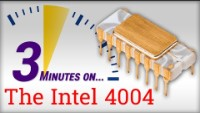 3
MINUTES ON...
The Intel 4004